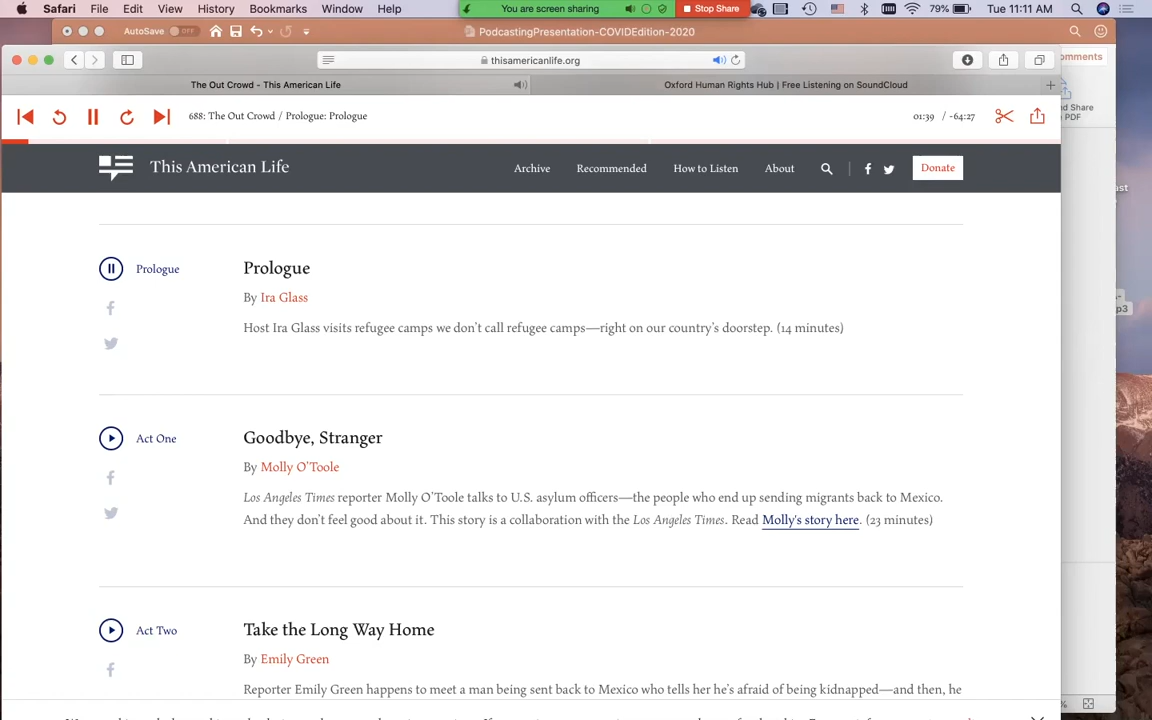 Safari File Edit View History Bookmarks Window Help You are screen sharing Stop Share 79% Tue 11:11 AM
AutoSave OFF PodcastingPresentation-COVIDEdition-2020
thisamericanlife.org
omments
The Out Crowd - This American Life Oxford Human Rights Hub | Free Listening on SoundCloud
688: The Out Crowd / Prologue: Prologue 01:39 / -64:27
d Share
PDF
This American Life Archive Recommended How to Listen About Donate
ast
Prologue Prologue
By Ira Glass
p3
Host Ira Glass visits refugee camps we don't call refugee camps—right on our country's doorstep. (14 minutes)
Act One Goodbye, Stranger
By Molly O'Toole
Los Angeles Times reporter Molly O'Toole talks to U.S. asylum officers—the people who end up sending migrants back to Mexico.
And they don't feel good about it. This story is a collaboration with the Los Angeles Times. Read Molly's story here. (23 minutes)
Act Two Take the Long Way Home
By Emily Green
Reporter Emily Green happens to meet a man being sent back to Mexico who tells her he's afraid of being kidnapped—and then, he
%